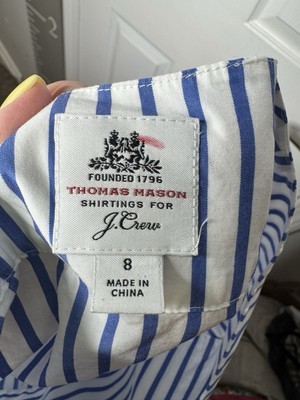 FOUNDED 1796
THOMAS MASON
SHIRTINGS FOR
J.Crew
8
MADE IN
CHINA